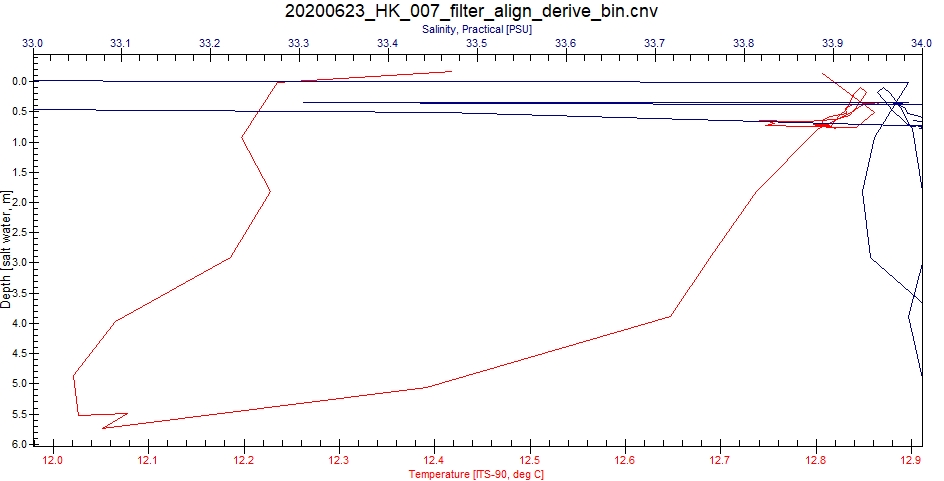 20200623_HK_007_filter_align_derive_bin.cnv
Salinity, Practical [PSU]
33.0 33.1 33.2 33.3 33.4 33.5 33.6 33.7 33.8 33.9 34.0
0.0
0.5
1.0
1.5
2.0
2.5
3.0
3.5
4.0
4.5
5.0
5.5
6.0
Depth [salt water, m]
12.0 12.1 12.2 12.3 12.4 12.5 12.6 12.7 12.8 12.9
Temperature [ITS-90, deg C]